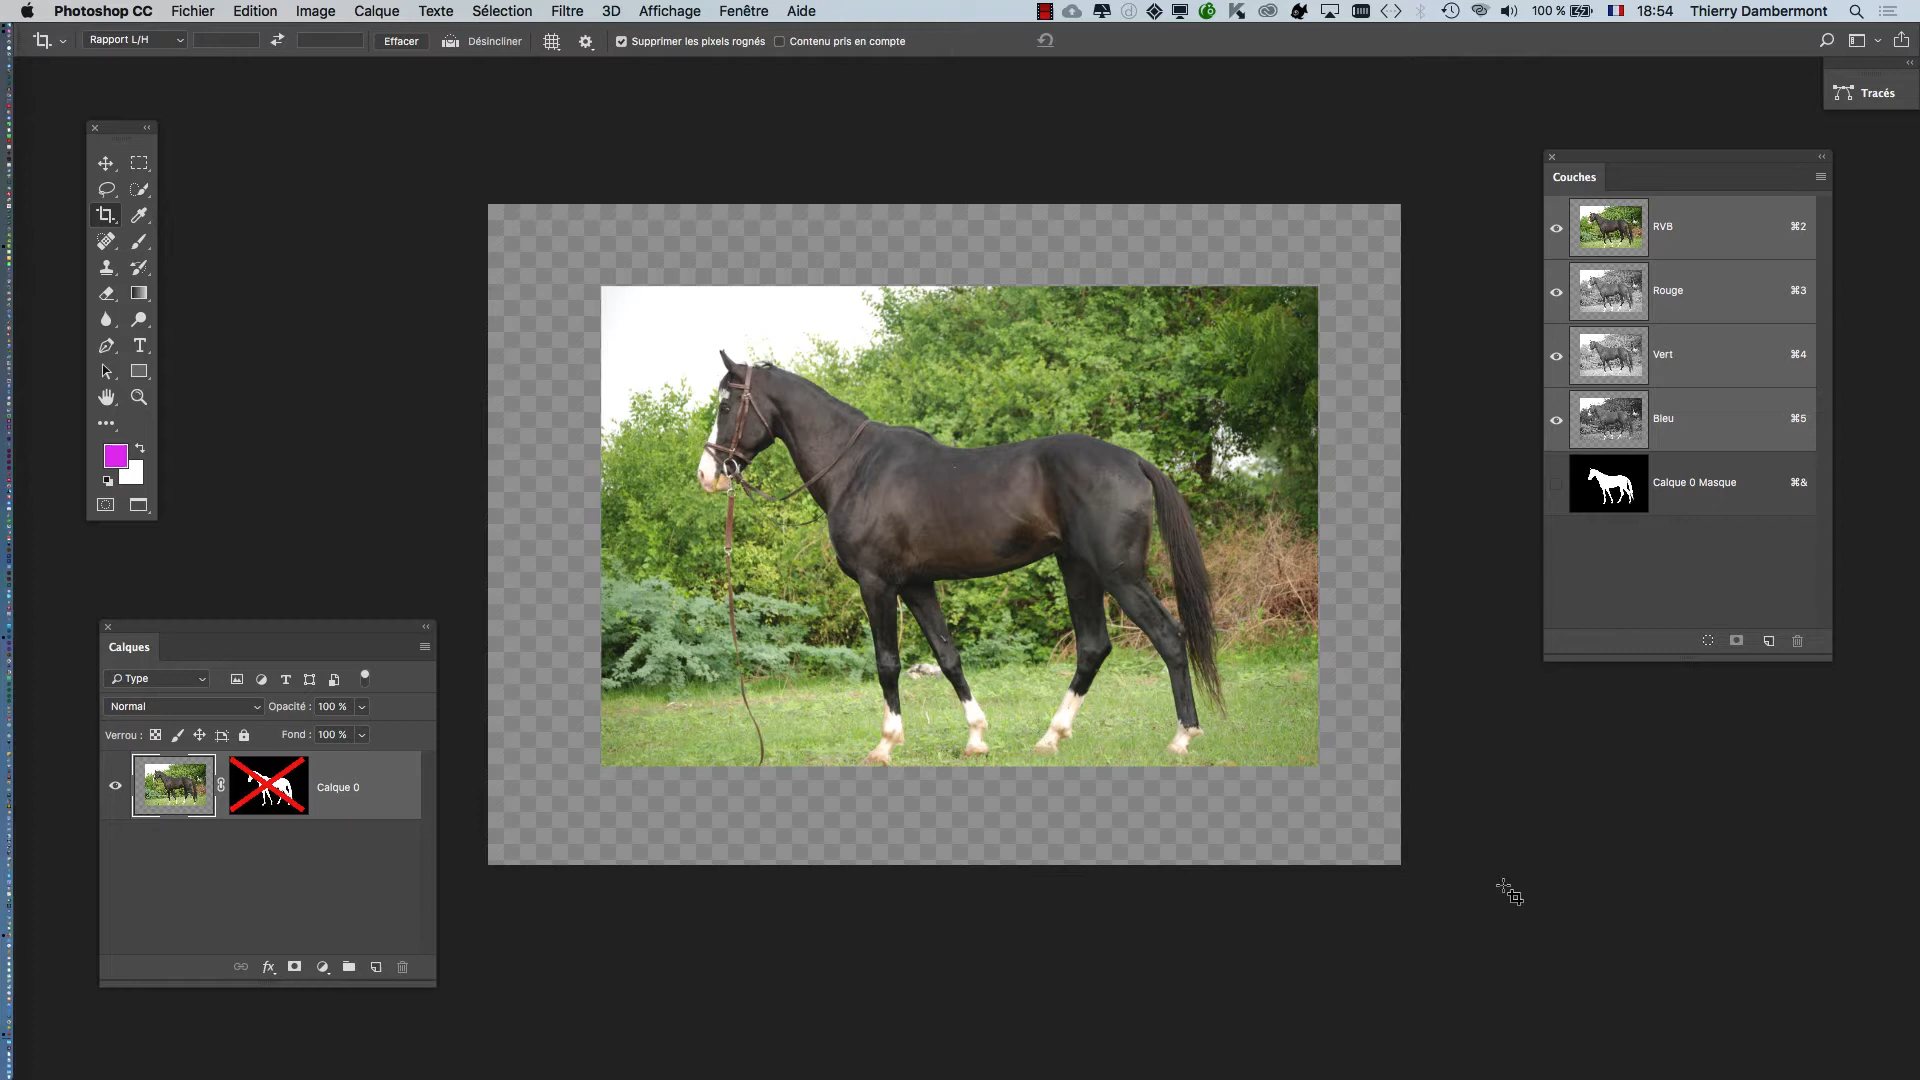 Photoshop CC Fichier Edition Image Calque Texte Sélection Filtre 3D Affichage Fenêtre Aide 100 % 18:54 Thierry Dambermont
Rapport L/H Effacer Désincliner Supprimer les pixels rognés Contenu pris en compte
Tracés
Couches
RVB ⌘2
Rouge ⌘3
Vert ⌘4
Bleu ⌘5
Calque 0 Masque ⌘&
Calques
Type
Normal Opacité : 100 %
Verrou : Fond : 100 %
Calque 0
fx